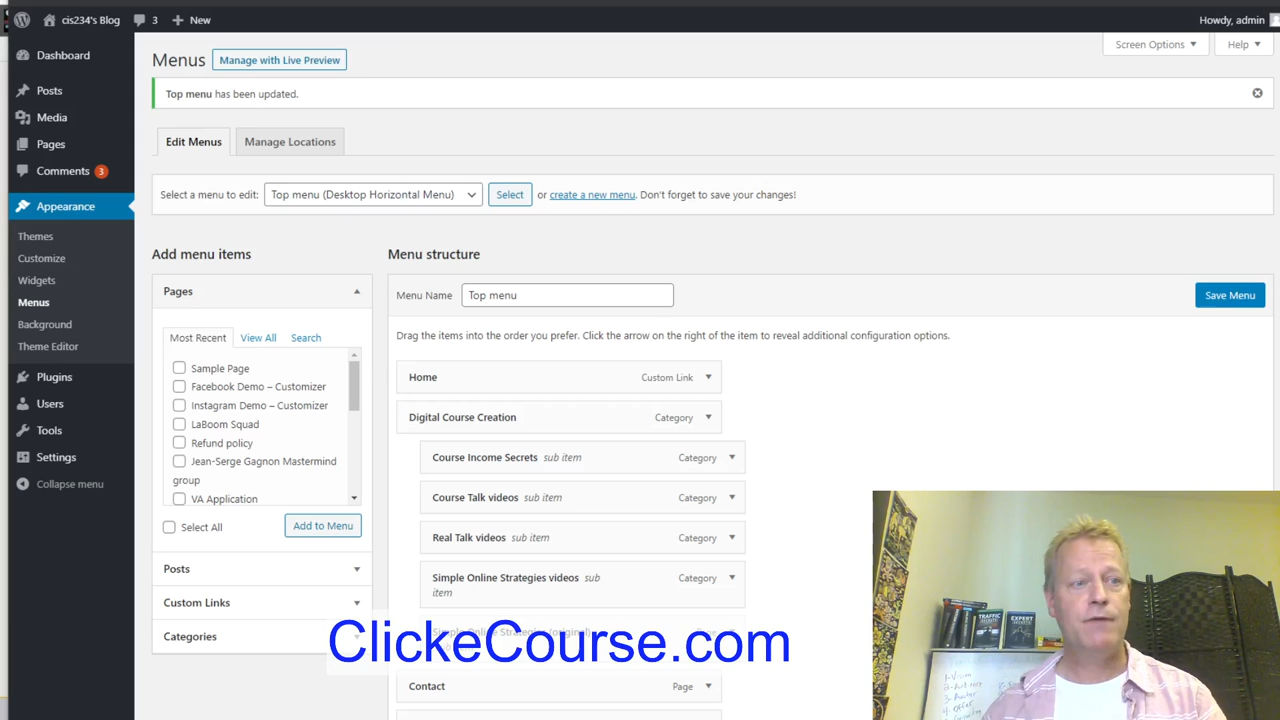 cis234's Blog
3
New
Howdy, admin
Dashboard
Posts
Media
Pages
Comments 3
Appearance
Themes
Customize
Widgets
Menus
Background
Theme Editor
Plugins
Users
Tools
Settings
Collapse menu
Screen Options
Help
Menus
Manage with Live Preview
Top menu has been updated.
Edit Menus
Manage Locations
Select a menu to edit: Top menu (Desktop Horizontal Menu) Select or create a new menu. Don't forget to save your changes!
Add menu items
Pages
Most Recent View All Search
Sample Page
Facebook Demo – Customizer
Instagram Demo – Customizer
LaBoom Squad
Refund policy
Jean-Serge Gagnon Mastermind
group
VA Application
Select All
Add to Menu
Posts
Custom Links
Categories
Menu structure
Menu Name Top menu
Save Menu
Drag the items into the order you prefer. Click the arrow on the right of the item to reveal additional configuration options.
Home Custom Link
Digital Course Creation Category
Course Income Secrets sub item Category
Course Talk videos sub item Category
Real Talk videos sub item Category
Simple Online Strategies videos sub
item Category
ClickeCourse.com
Contact Page
TRAFFIC
SECRETS
EXPERT
SECRETS